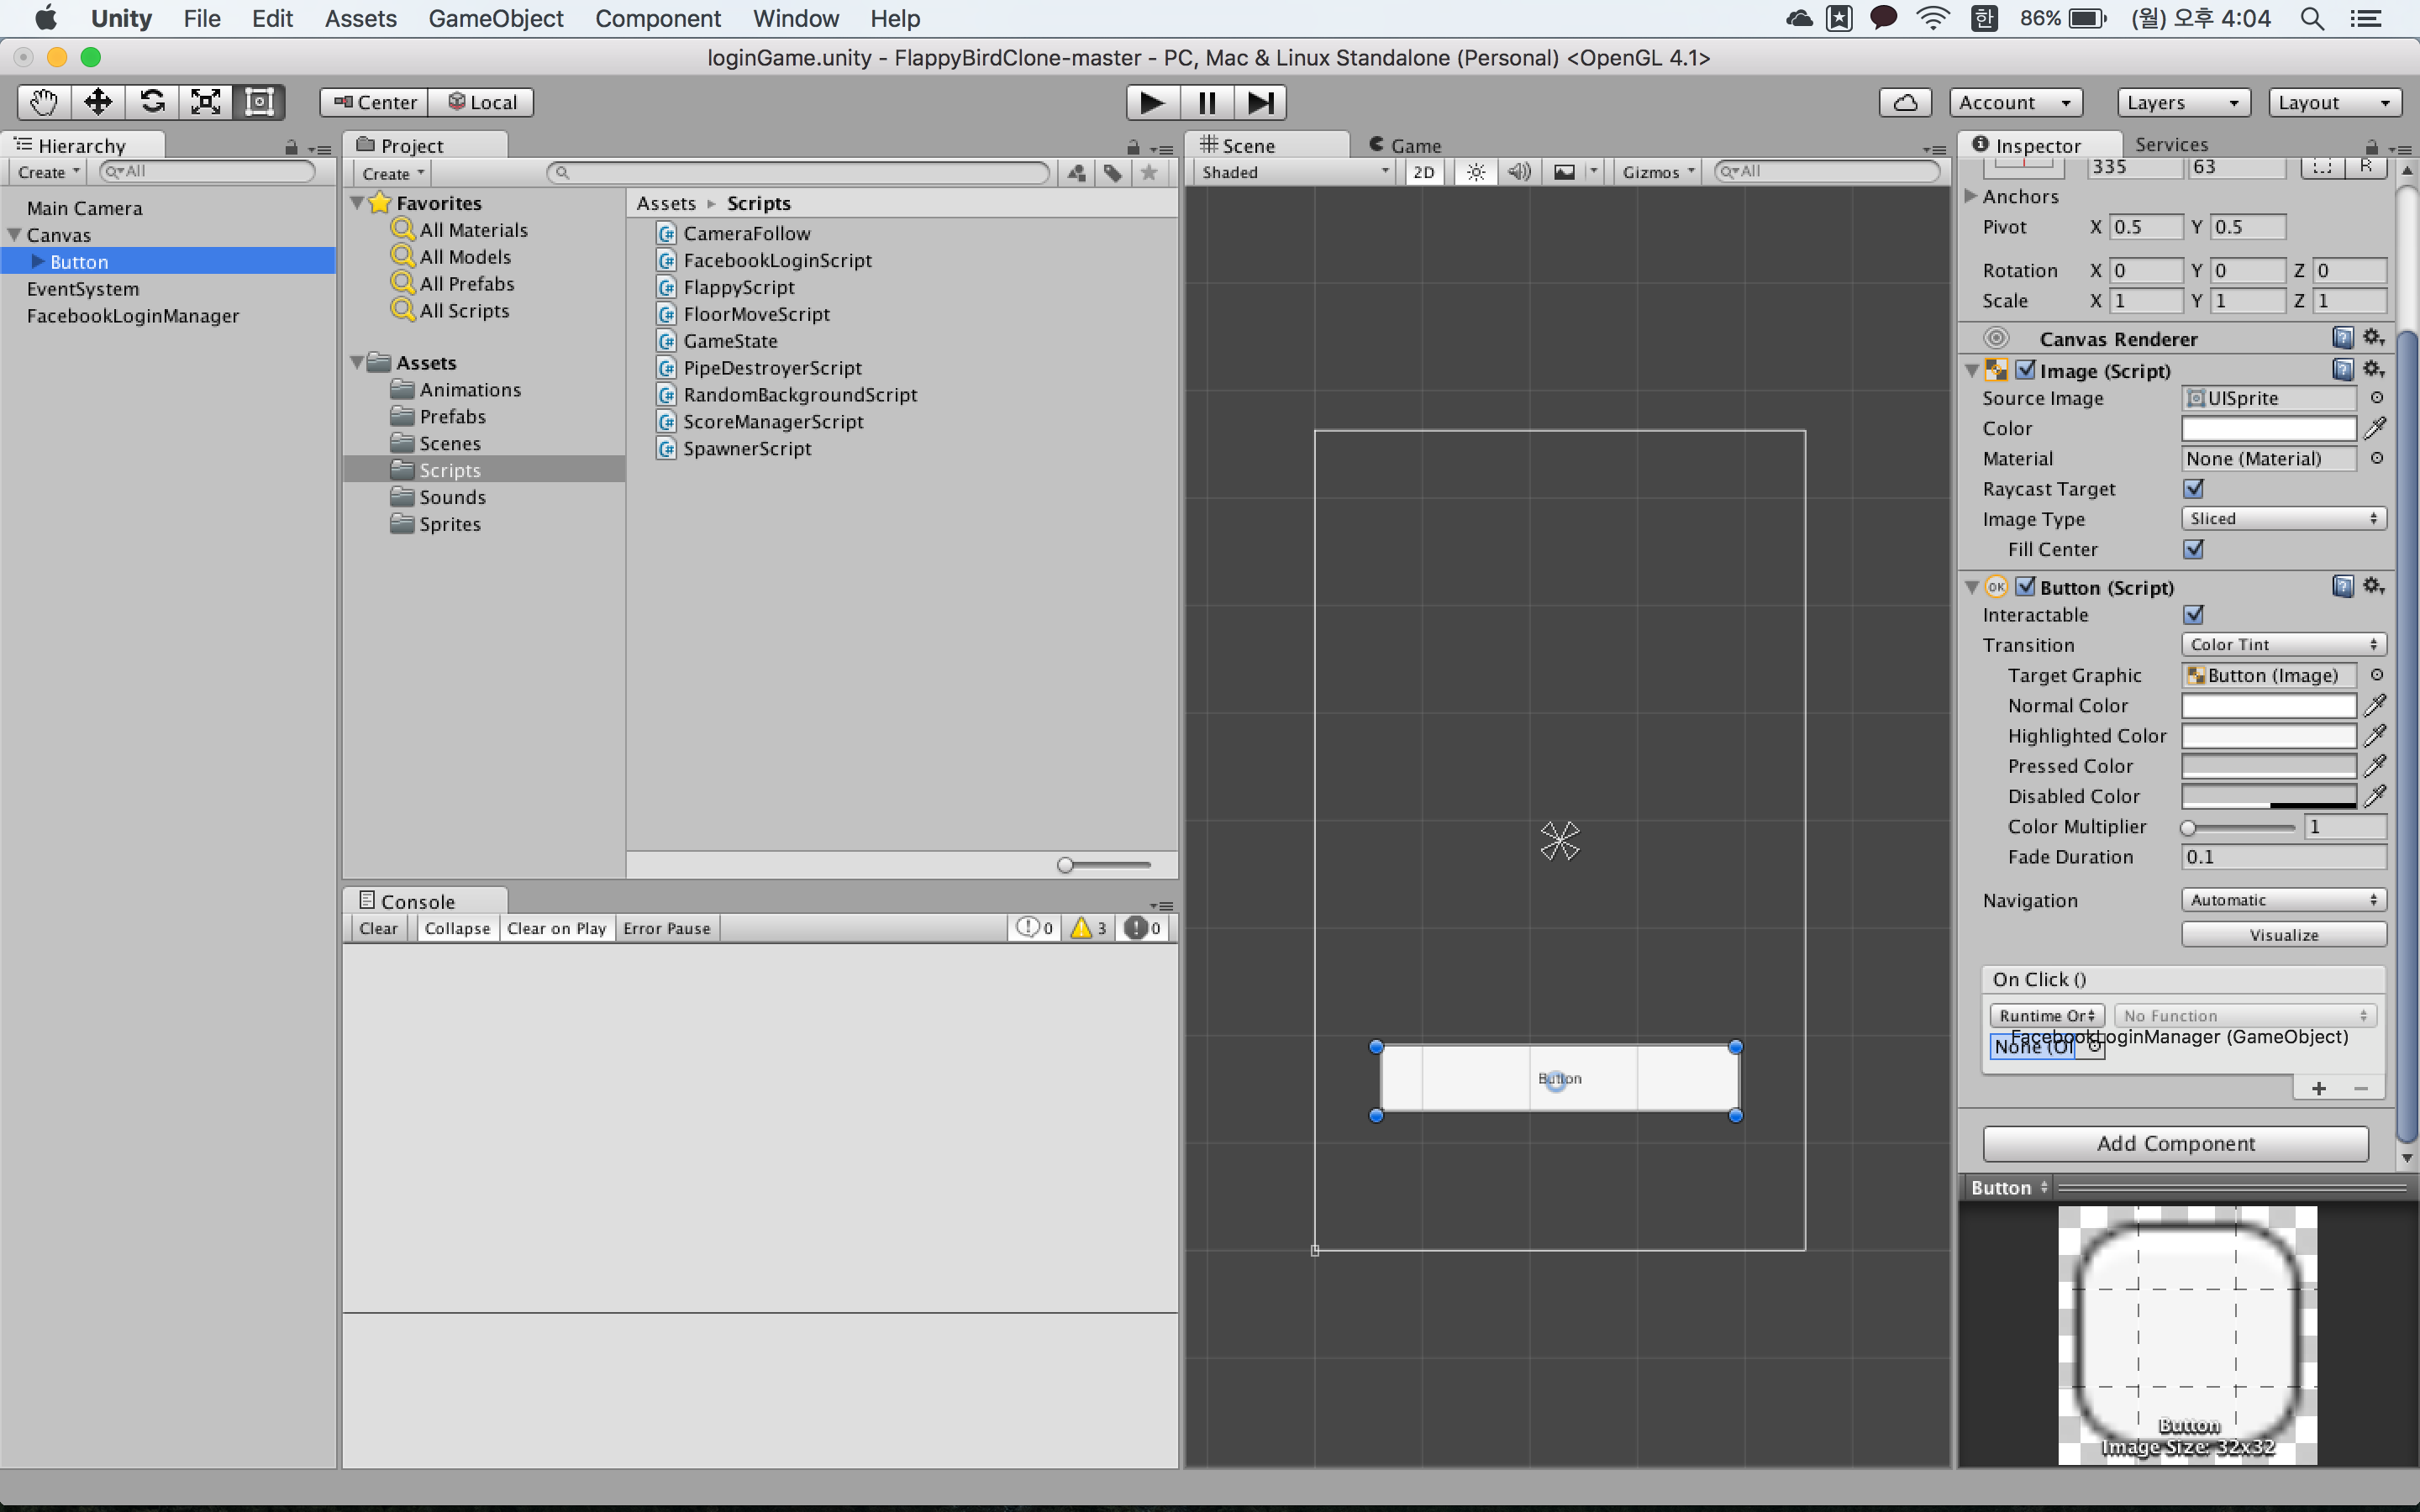 Unity File Edit Assets GameObject Component Window Help
한 86% (월) 오후 4:04
loginGame.unity - FlappyBirdClone-master - PC, Mac & Linux Standalone (Personal) <OpenGL 4.1>
Center Local
Account Layers Layout
Hierarchy
Create All
Main Camera
Canvas
Button
EventSystem
FacebookLoginManager
Project
Create
Favorites
All Materials
All Models
All Prefabs
All Scripts
Assets
Animations
Prefabs
Scenes
Scripts
Sounds
Sprites
Assets Scripts
CameraFollow
FacebookLoginScript
FlappyScript
FloorMoveScript
GameState
PipeDestroyerScript
RandomBackgroundScript
ScoreManagerScript
SpawnerScript
Console
Clear Collapse Clear on Play Error Pause 0 3 0
Scene Game
Shaded 2D Gizmos All
Button
Inspector Services
335 63 R
Anchors
Pivot X 0.5 Y 0.5
Rotation X 0 Y 0 Z 0
Scale X 1 Y 1 Z 1
Canvas Renderer
Image (Script)
Source Image UISprite
Color
Material None (Material)
Raycast Target
Image Type Sliced
Fill Center
OK Button (Script)
Interactable
Transition Color Tint
Target Graphic Button (Image)
Normal Color
Highlighted Color
Pressed Color
Disabled Color
Color Multiplier 1
Fade Duration 0.1
Navigation Automatic
Visualize
On Click ()
Runtime Or No Function
FacebookLoginManager (GameObject)
None (Ol
+ −
Add Component
Button
Button
Image Size: 32x32